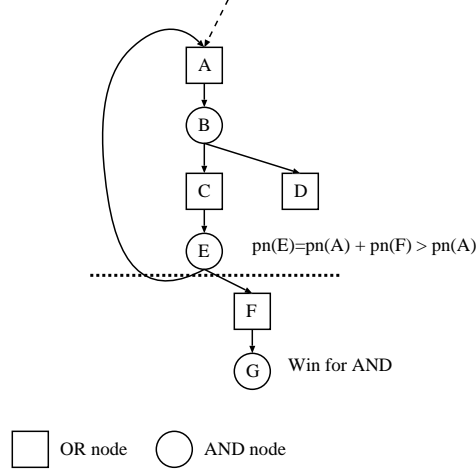 A
B
C
D
E
pn(E)=pn(A) + pn(F) > pn(A)
F
G
Win for AND
OR node
AND node